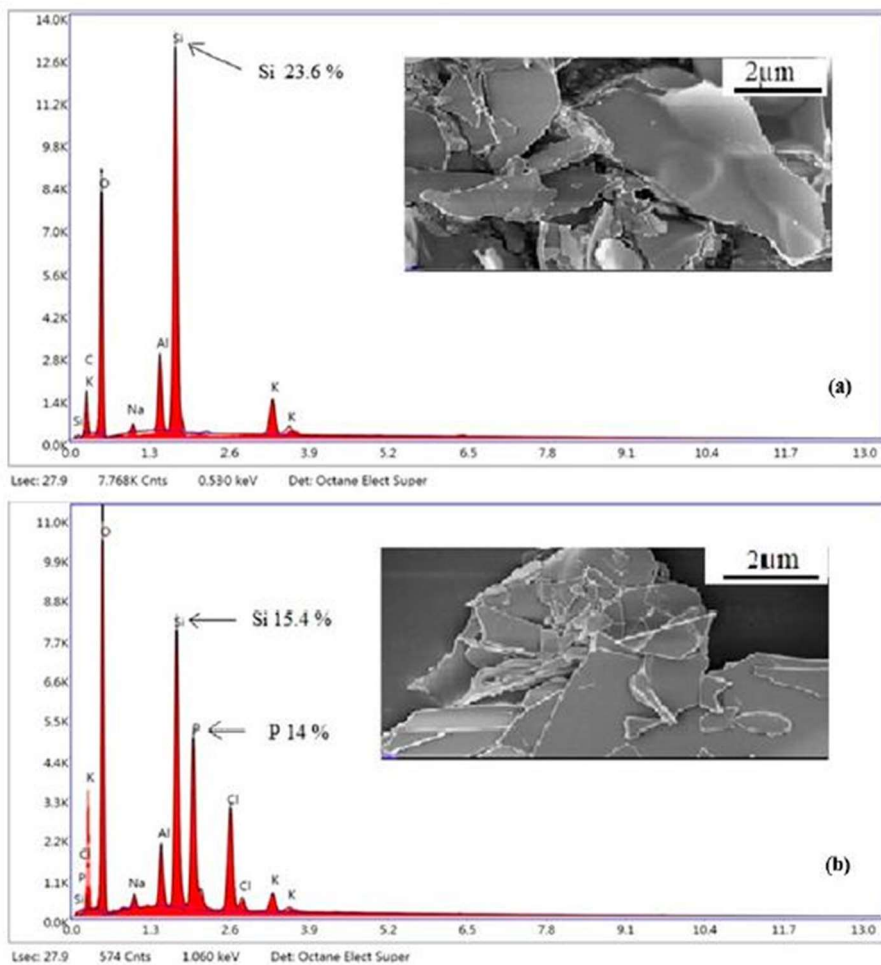 14.0K
Si
Si 23.6 %
2µm
12.6K
11.2K
9.8K
8.4K
O
7.0K
5.6K
4.2K
2.8K
C
Al
K
K
(a)
1.4K
Na
K
Si
0.0K
0.0 1.3 2.6 3.9 5.2 6.5 7.8 9.1 10.4 11.7 13.0
Lsec: 27.9 7.768K Cnts 0.530 keV Det: Octane Elect Super
11.0K
O
2µm
9.9K
8.8K
Si
Si 15.4 %
7.7K
6.6K
5.5K
P
P 14 %
4.4K
K
3.3K
Cl
2.2K
Al
Cl
(b)
1.1K
P
Na
Cl
K
K
Si
0.0K
0.0 1.3 2.6 3.9 5.2 6.5 7.8 9.1 10.4 11.7 13.0
Lsec: 27.9 574 Cnts 1.060 keV Det: Octane Elect Super